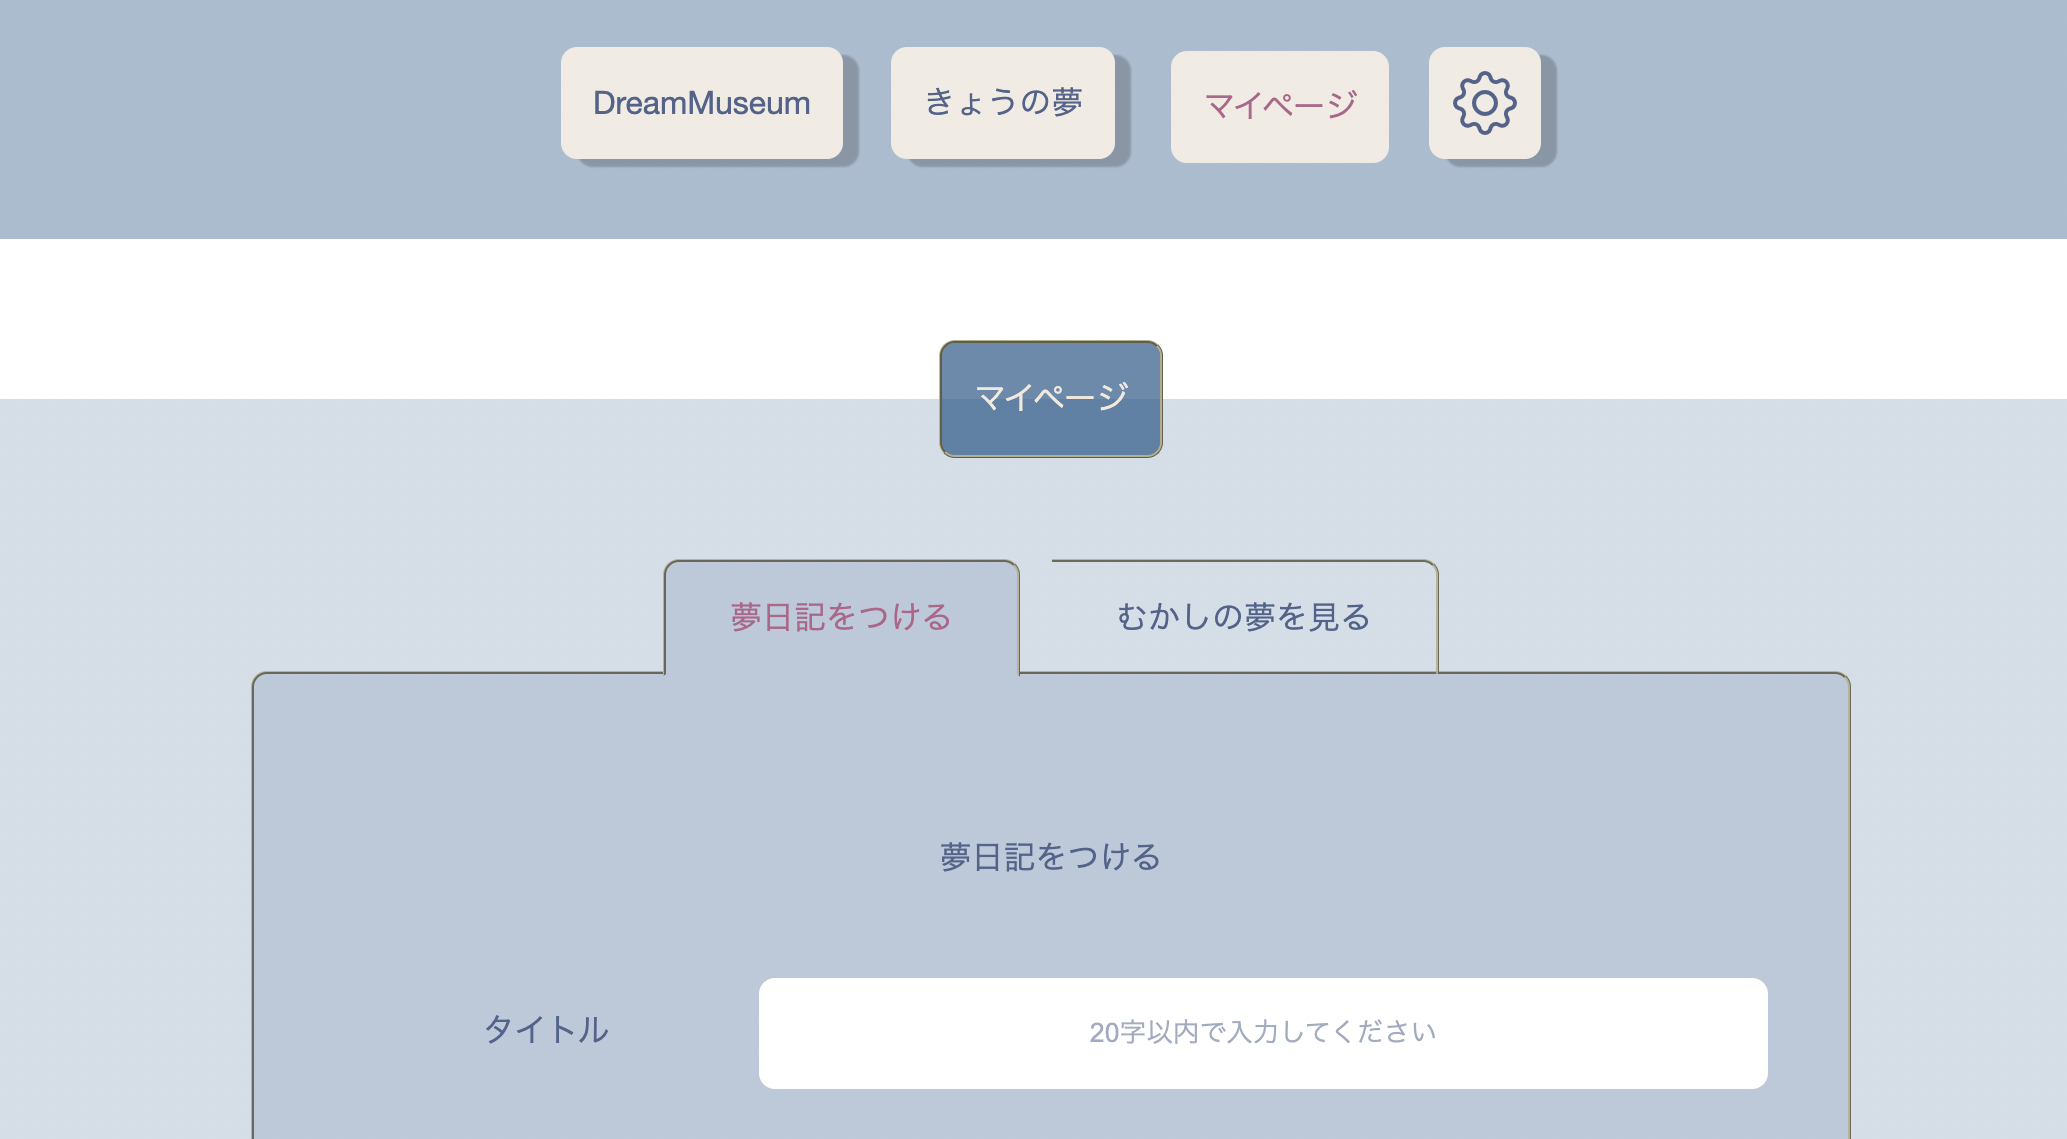 DreamMuseum
きょうの夢
マイページ
マイページ
夢日記をつける
むかしの夢を見る
夢日記をつける
タイトル
20字以内で入力してください